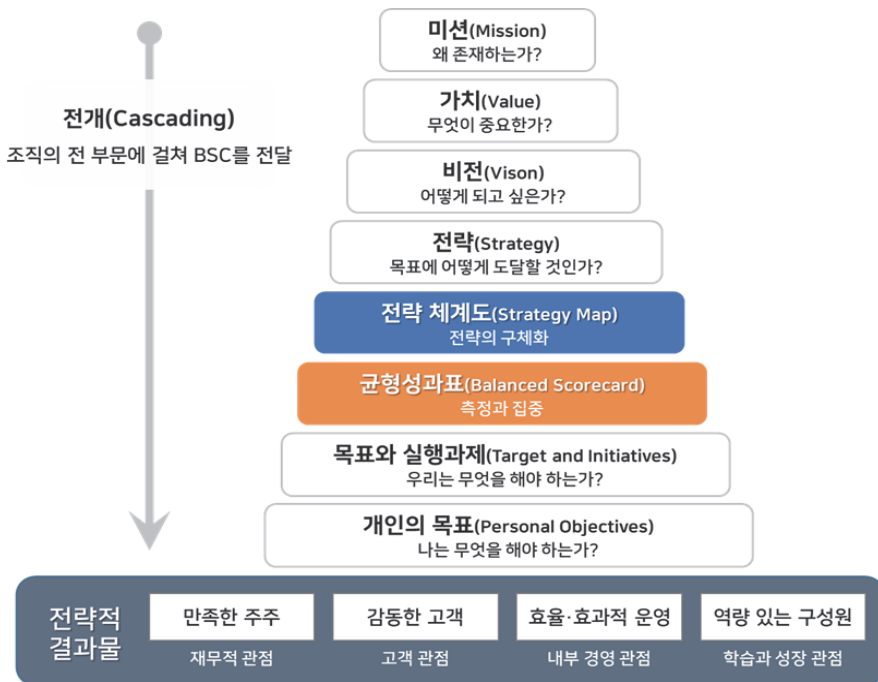 미션(Mission)
왜 존재하는가?
가치(Value)
무엇이 중요한가?
전개(Cascading)
조직의 전 부문에 걸쳐 BSC를 전달
비전(Vison)
어떻게 되고 싶은가?
전략(Strategy)
목표에 어떻게 도달할 것인가?
전략 체계도(Strategy Map)
전략의 구체화
균형성과표(Balanced Scorecard)
측정과 집중
목표와 실행과제(Target and Initiatives)
우리는 무엇을 해야 하는가?
개인의 목표(Personal Objectives)
나는 무엇을 해야 하는가?
전략적
결과물
만족한 주주
재무적 관점
감동한 고객
고객 관점
효율·효과적 운영
내부 경영 관점
역량 있는 구성원
학습과 성장 관점